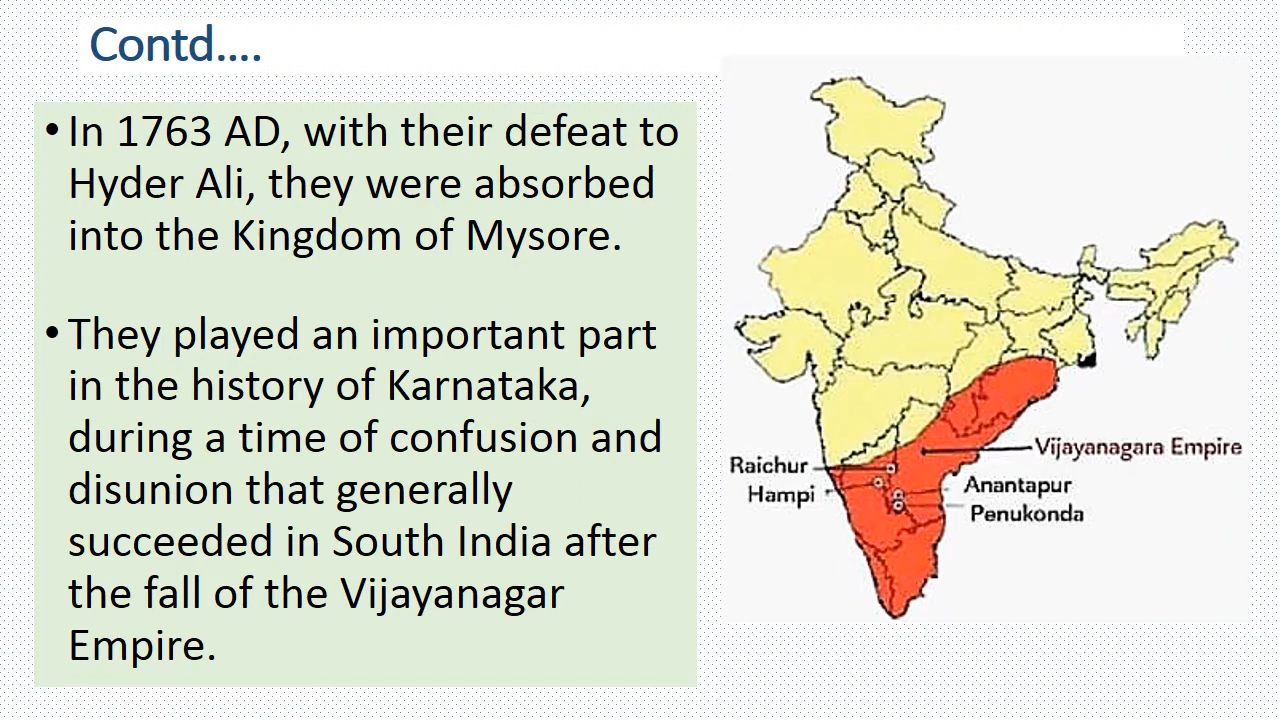 Contd....
• In 1763 AD, with their defeat to
Hyder Ali, they were absorbed
into the Kingdom of Mysore.
• They played an important part
in the history of Karnataka,
during a time of confusion and
disunion that generally
succeeded in South India after
the fall of the Vijayanagar
Empire.
Vijayanagara Empire
Raichur
Hampi
Anantapur
Penukonda